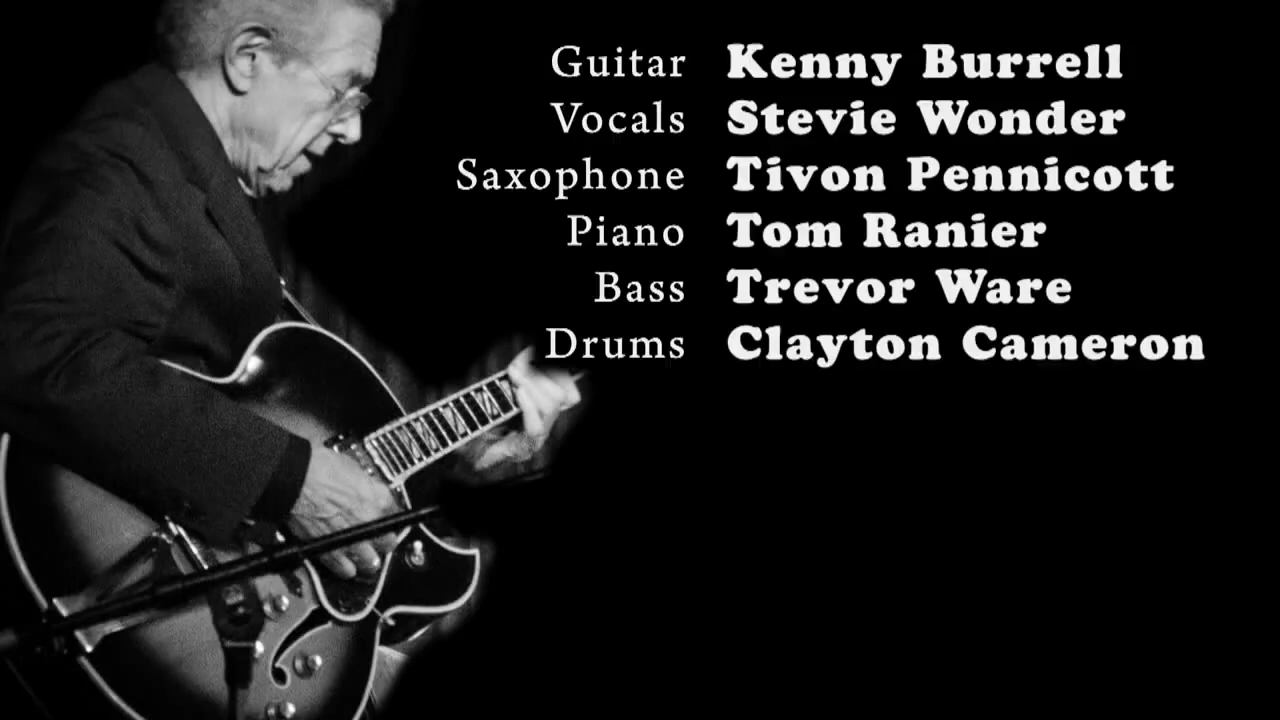 Guitar Kenny Burrell
Vocals Stevie Wonder
Saxophone Tivon Pennicott
Piano Tom Ranier
Bass Trevor Ware
Drums Clayton Cameron